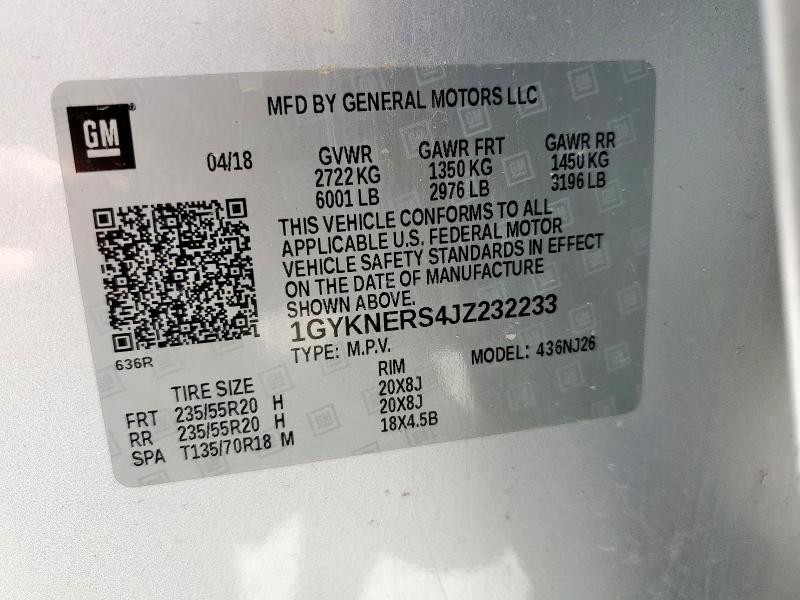 MFD BY GENERAL MOTORS LLC
GM
04/18
GVWR GAWR FRT GAWR RR
2722 KG 1350 KG 1450 KG
6001 LB 2976 LB 3196 LB
THIS VEHICLE CONFORMS TO ALL
APPLICABLE U.S. FEDERAL MOTOR
VEHICLE SAFETY STANDARDS IN EFFECT
ON THE DATE OF MANUFACTURE
SHOWN ABOVE.
1GYKNERS4JZ232233
TYPE: M.P.V. MODEL: 436NJ26
636R
TIRE SIZE RIM
FRT 235/55R20 H 20X8J
RR 235/55R20 H 20X8J
SPA T135/70R18 M 18X4.5B